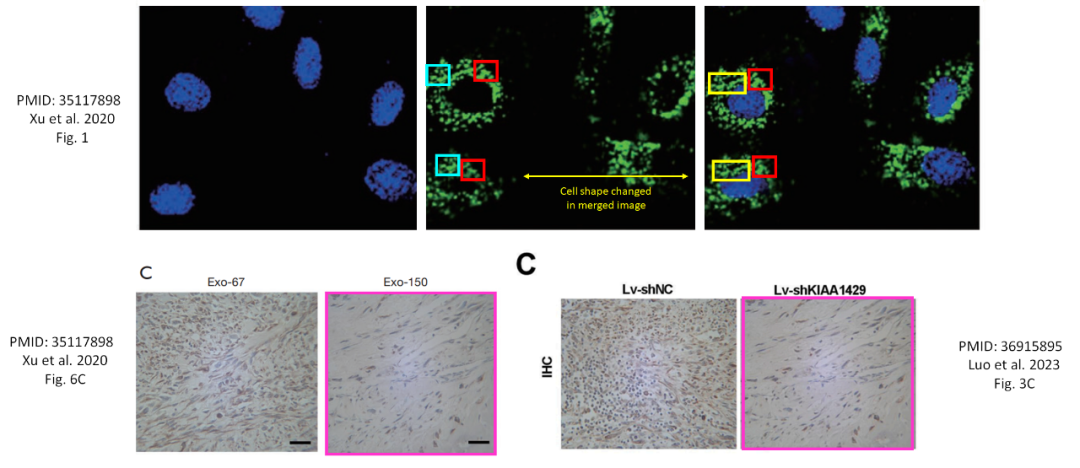 PMID: 35117898
Xu et al. 2020
Fig. 1
Cell shape changed
in merged image
C
Exo-67
Exo-150
PMID: 35117898
Xu et al. 2020
Fig. 6C
C
Lv-shNC
Lv-shKIAA1429
IHC
PMID: 36915895
Luo et al. 2023
Fig. 3C